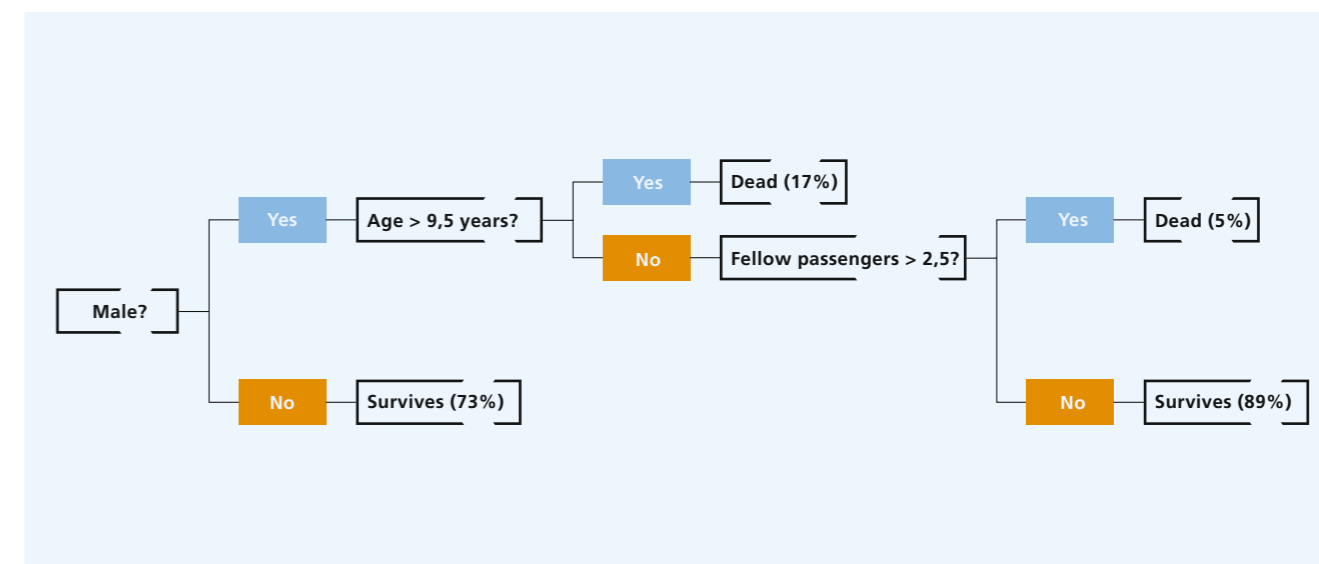 Male?
Yes
Age > 9,5 years?
Yes
Dead (17%)
No
Fellow passengers > 2,5?
Yes
Dead (5%)
No
Survives (89%)
No
Survives (73%)